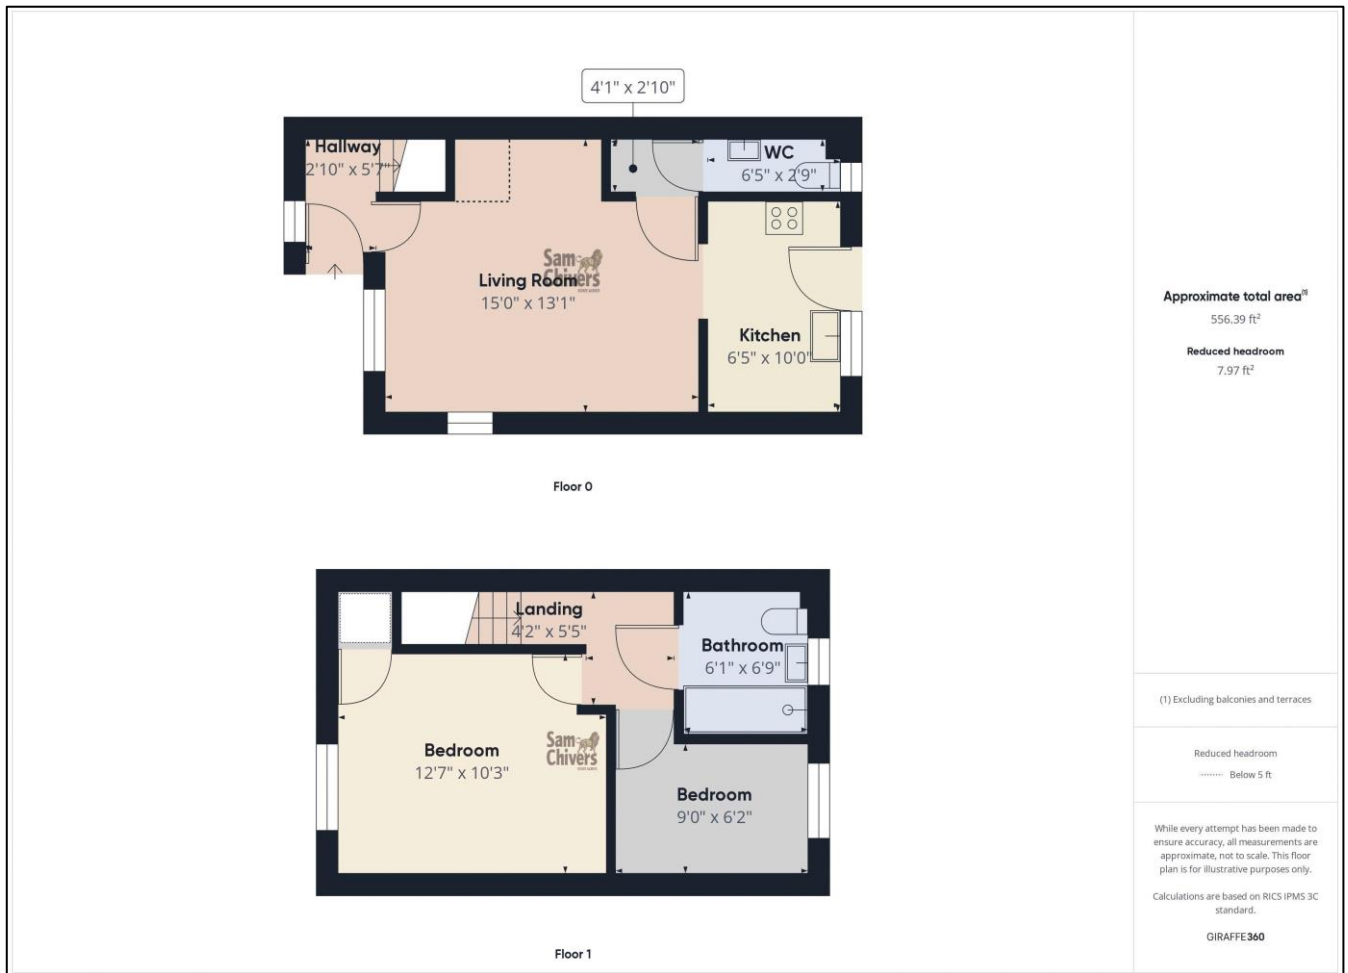 4'1" x 2'10"
Hallway
2'10" x 5'7"
WC
6'5" x 2'9"
Sam
Chivers
Living Room
15'0" x 13'1"
Kitchen
6'5" x 10'0"
Floor 0
Landing
4'2" x 5'5"
Bathroom
6'1" x 6'9"
Sam
Chivers
Bedroom
12'7" x 10'3"
Bedroom
9'0" x 6'2"
Floor 1
Approximate total area(1)
556.39 ft²
Reduced headroom
7.97 ft²
(1) Excluding balconies and terraces
Reduced headroom
Below 5 ft
While every attempt has been made to
ensure accuracy, all measurements are
approximate, not to scale. This floor
plan is for illustrative purposes only.
Calculations are based on RICS IPMS 3C
standard.
GIRAFFE360